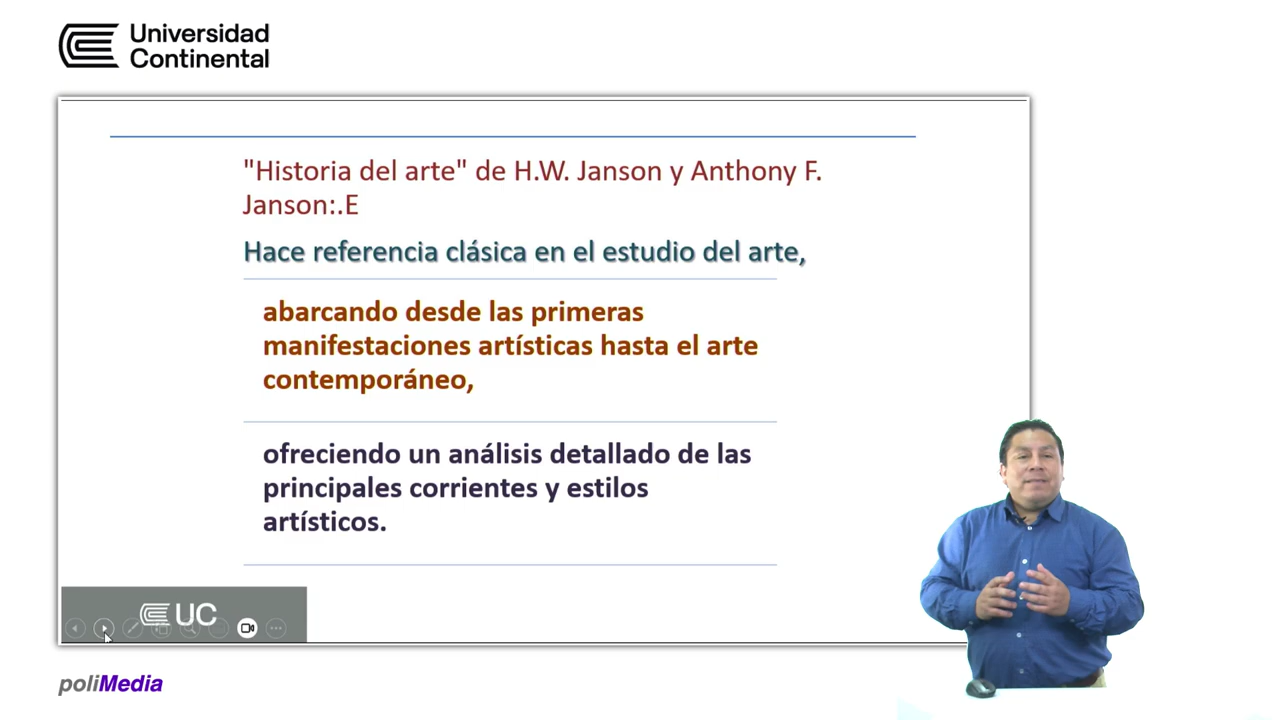 Universidad
Continental
"Historia del arte" de H.W. Janson y Anthony F.
Janson:.E
Hace referencia clásica en el estudio del arte,
abarcando desde las primeras
manifestaciones artísticas hasta el arte
contemporáneo,
ofreciendo un análisis detallado de las
principales corrientes y estilos
artísticos.
UC
poliMedia